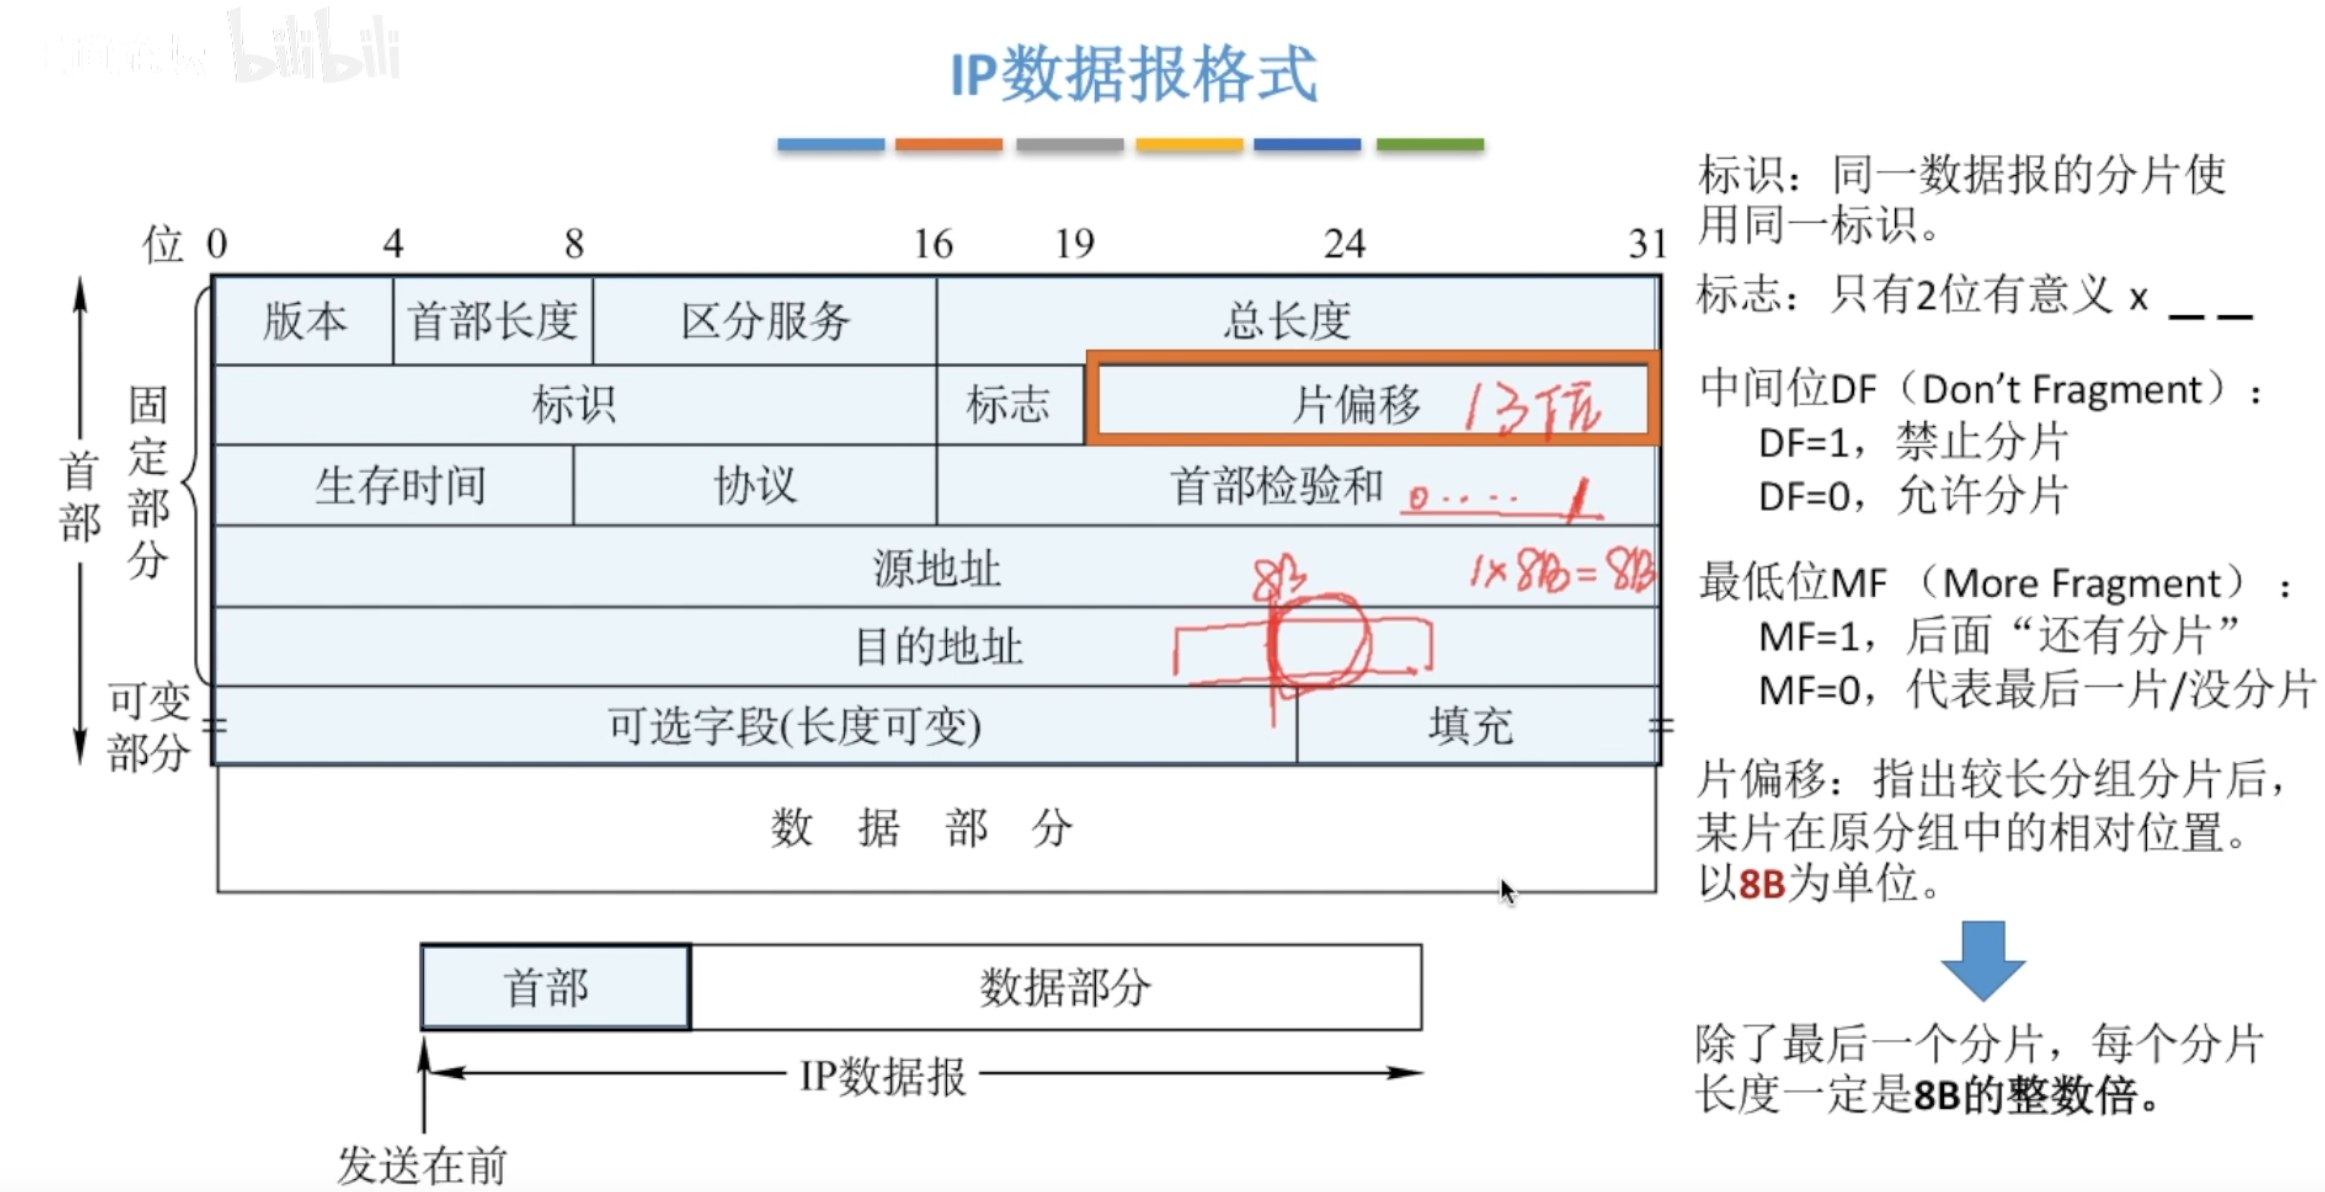 bilibili
IP数据报格式
位 0 4 8 16 19 24 31
版本 首部长度 区分服务 总长度
标识 标志 片偏移 13位
生存时间 协议 首部检验和 0····1
源地址 8B 1×8B=8B
目的地址
可选字段(长度可变) 填充
数据部分
首部
固定部分
可变部分
首部 数据部分
IP数据报
发送在前
标识：同一数据报的分片使
用同一标识。
标志：只有2位有意义 x _ _
中间位DF（Don't Fragment）：
DF=1，禁止分片
DF=0，允许分片
最低位MF （More Fragment）：
MF=1，后面“还有分片”
MF=0，代表最后一片/没分片
片偏移：指出较长分组分片后，
某片在原分组中的相对位置。
以8B为单位。
除了最后一个分片，每个分片
长度一定是8B的整数倍。